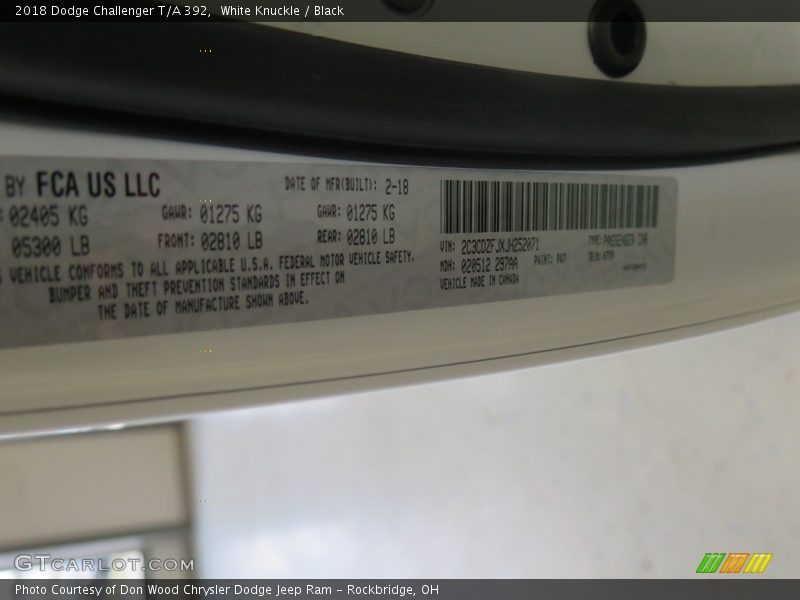 2018 Dodge Challenger T/A 392, White Knuckle / Black
BY FCA US LLC
DATE OF MFR(BUILT): 2-18
02405 KG GAWR: 01275 KG GAWR: 01275 KG
05300 LB FRONT: 02810 LB REAR: 02810 LB
VEHICLE CONFORMS TO ALL APPLICABLE U.S.A. FEDERAL MOTOR VEHICLE SAFETY.
BUMPER AND THEFT PREVENTION STANDARDS IN EFFECT ON
THE DATE OF MANUFACTURE SHOWN ABOVE.
VIN: 2C3CDZFJXJH252071 TYPE: PASSENGER CAR
MDH: 020512 297AA PAINT: PW7 TRIM:
VEHICLE MADE IN CANADA
GTCARLOT.COM
Photo Courtesy of Don Wood Chrysler Dodge Jeep Ram - Rockbridge, OH